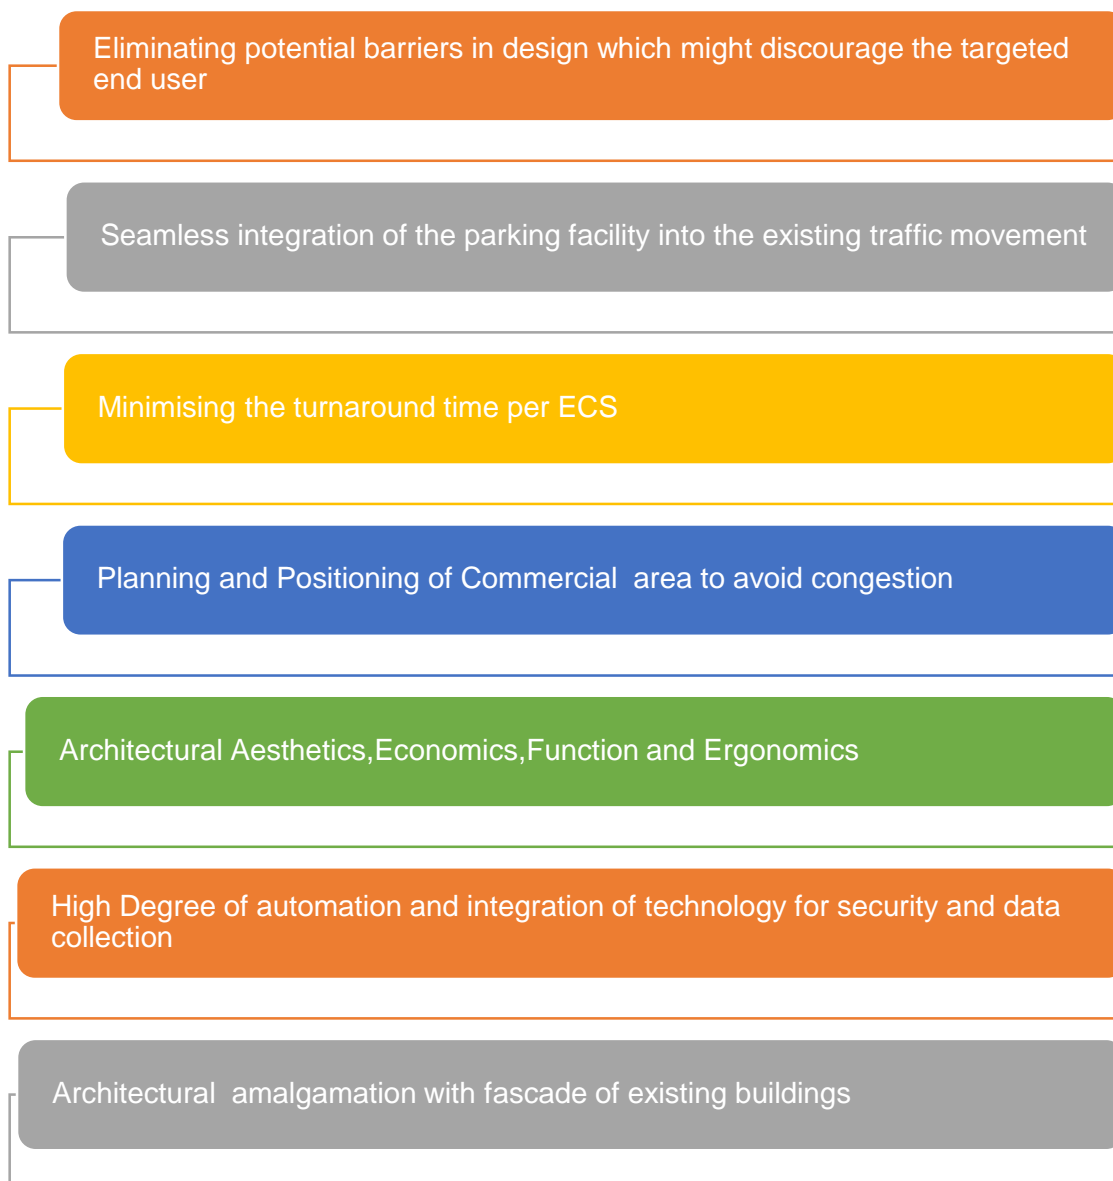 Eliminating potential barriers in design which might discourage the targeted
end user
Seamless integration of the parking facility into the existing traffic movement
Minimising the turnaround time per ECS
Planning and Positioning of Commercial  area to avoid congestion
Architectural Aesthetics,Economics,Function and Ergonomics
High Degree of automation and integration of technology for security and data
collection
Architectural  amalgamation with fascade of existing buildings